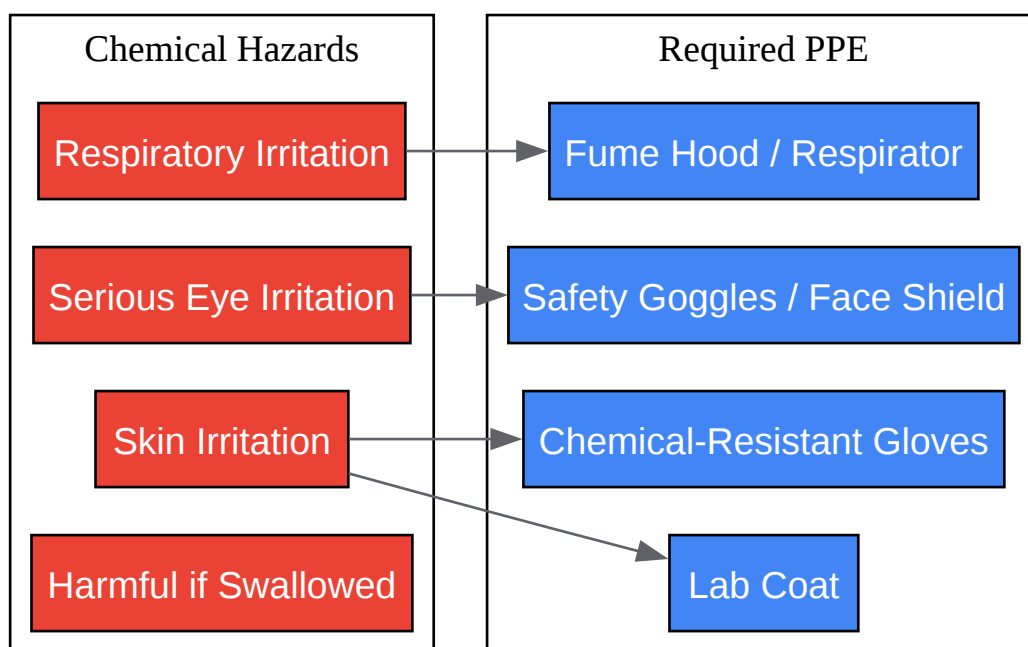 Chemical Hazards
Required PPE
Respiratory Irritation
Fume Hood / Respirator
Serious Eye Irritation
Safety Goggles / Face Shield
Skin Irritation
Chemical-Resistant Gloves
Harmful if Swallowed
Lab Coat